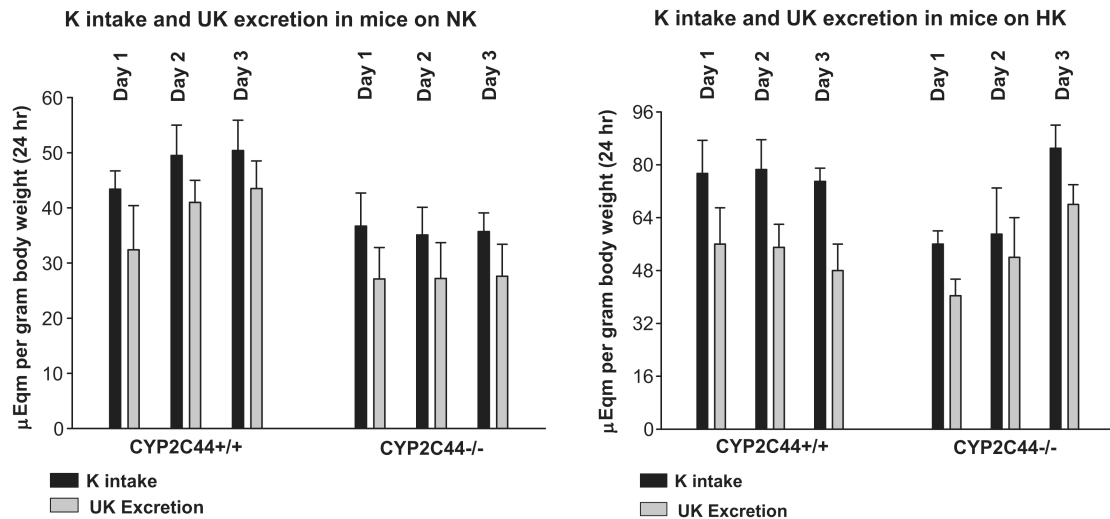 K intake and UK excretion in mice on NK
Day 1
Day 2
Day 3
Day 1
Day 2
Day 3
μEqm per gram body weight (24 hr)
60
50
40
30
20
10
0
CYP2C44+/+
CYP2C44-/-
K intake
UK Excretion
K intake and UK excretion in mice on HK
Day 1
Day 2
Day 3
Day 1
Day 2
Day 3
μEqm per gram body weight (24 hr)
96
80
64
48
32
16
0
CYP2C44+/+
CYP2C44-/-
K intake
UK Excretion